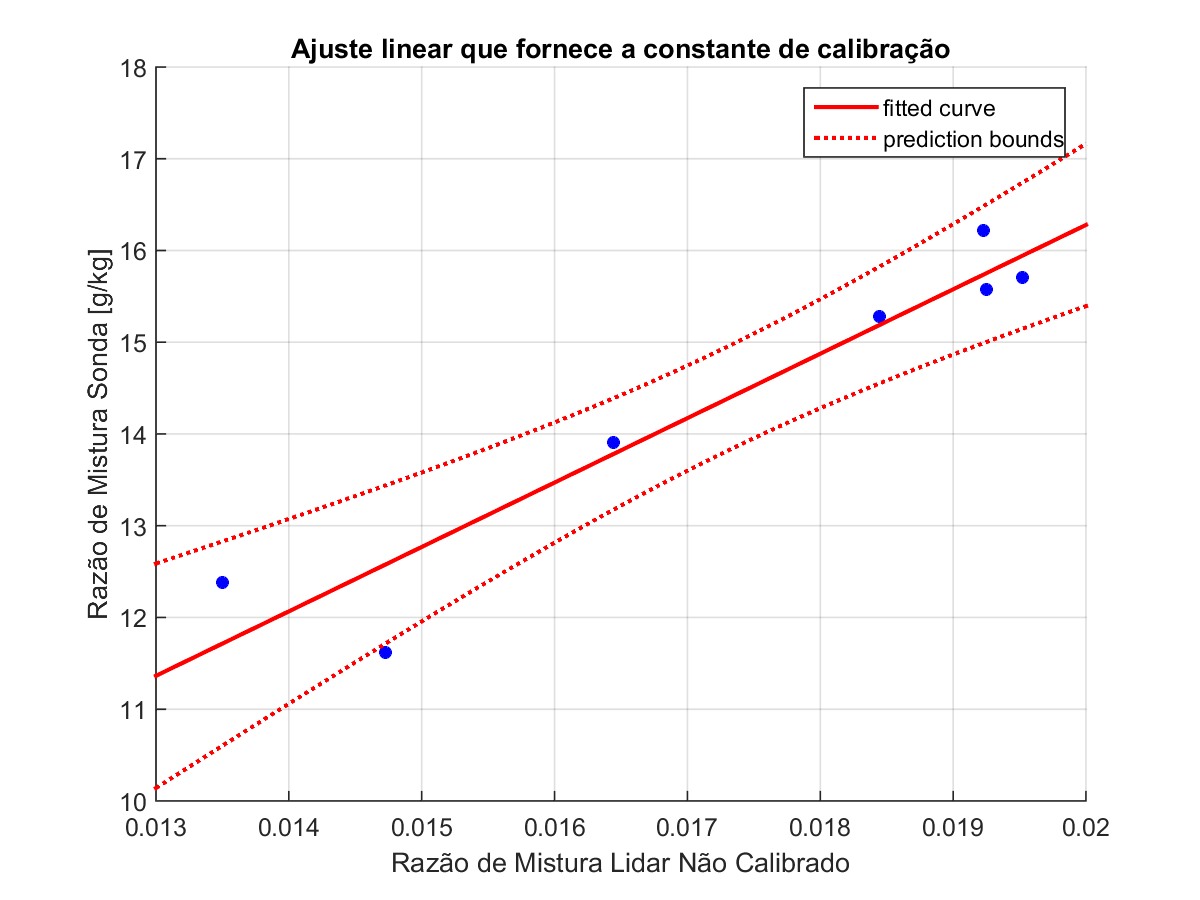 Ajuste linear que fornece a constante de calibração
fitted curve
prediction bounds
Razão de Mistura Sonda [g/kg]
18
17
16
15
14
13
12
11
10
0.013 0.014 0.015 0.016 0.017 0.018 0.019 0.02
Razão de Mistura Lidar Não Calibrado